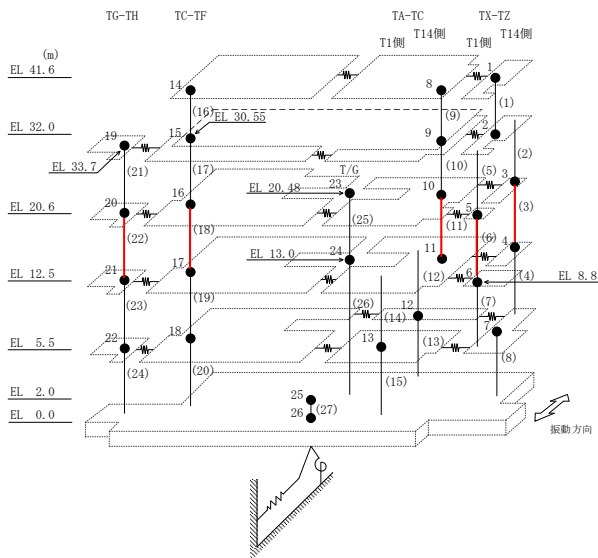 TG-TH TC-TF TA-TC TX-TZ
T1側 T14側 T1側 T14側
(m)
EL 41.6
14 8 1
(16) EL 30.55 (9) (1)
EL 32.0
19 15 9 2
EL 33.7
(21) (17) T/G (10) (5) (2)
16 EL 20.48 23 10 3
EL 20.6
20 (25) (11) 5 (3)
(22) (18) EL 13.0 24 11 (6) 4
EL 12.5
21 17 (12) 6 (4) EL 8.8
(23) (19) (26) (14) 12 (7)
EL 5.5
22 18 13 (13) 7
(24) (20) (15) (8)
EL 2.0
25
EL 0.0
26 (27)
振動方向